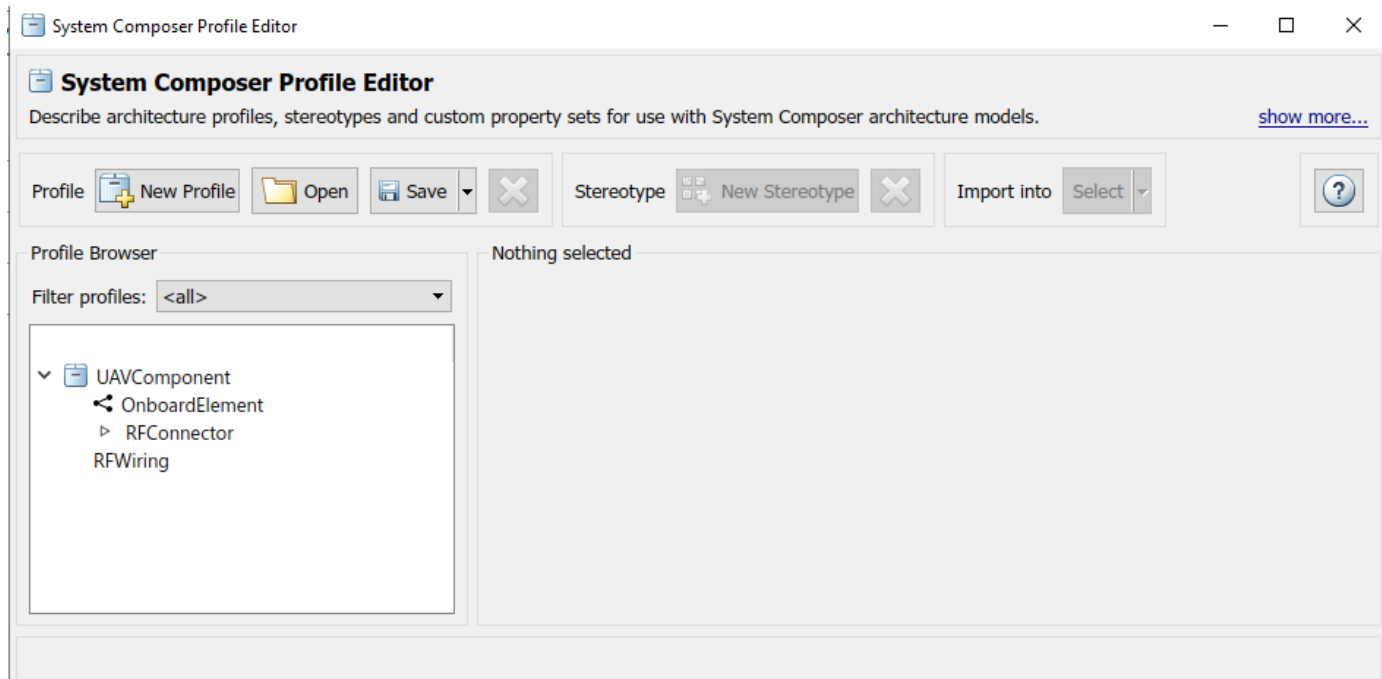 System Composer Profile Editor
System Composer Profile Editor
Describe architecture profiles, stereotypes and custom property sets for use with System Composer architecture models. show more...
Profile New Profile Open Save Stereotype New Stereotype Import into Select ?
Profile Browser Nothing selected
Filter profiles: <all>
UAVComponent
OnboardElement
RFConnector
RFWiring